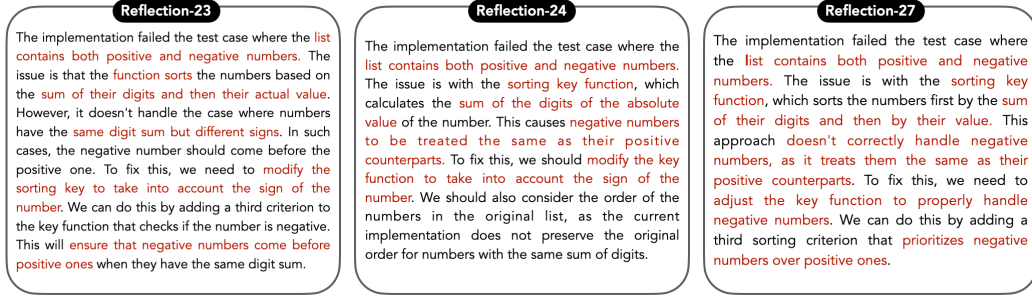 Reflection-23
The implementation failed the test case where the list
contains both positive and negative numbers. The
issue is that the function sorts the numbers based on
the sum of their digits and then their actual value.
However, it doesn't handle the case where numbers
have the same digit sum but different signs. In such
cases, the negative number should come before the
positive one. To fix this, we need to modify the
sorting key to take into account the sign of the
number. We can do this by adding a third criterion to
the key function that checks if the number is negative.
This will ensure that negative numbers come before
positive ones when they have the same digit sum.
Reflection-24
The implementation failed the test case where the
list contains both positive and negative numbers.
The issue is with the sorting key function, which
calculates the sum of the digits of the absolute
value of the number. This causes negative numbers
to be treated the same as their positive
counterparts. To fix this, we should modify the key
function to take into account the sign of the
number. We should also consider the order of the
numbers in the original list, as the current
implementation does not preserve the original
order for numbers with the same sum of digits.
Reflection-27
The implementation failed the test case where
the list contains both positive and negative
numbers. The issue is with the sorting key
function, which sorts the numbers first by the sum
of their digits and then by their value. This
approach doesn't correctly handle negative
numbers, as it treats them the same as their
positive counterparts. To fix this, we need to
adjust the key function to properly handle
negative numbers. We can do this by adding a
third sorting criterion that prioritizes negative
numbers over positive ones.